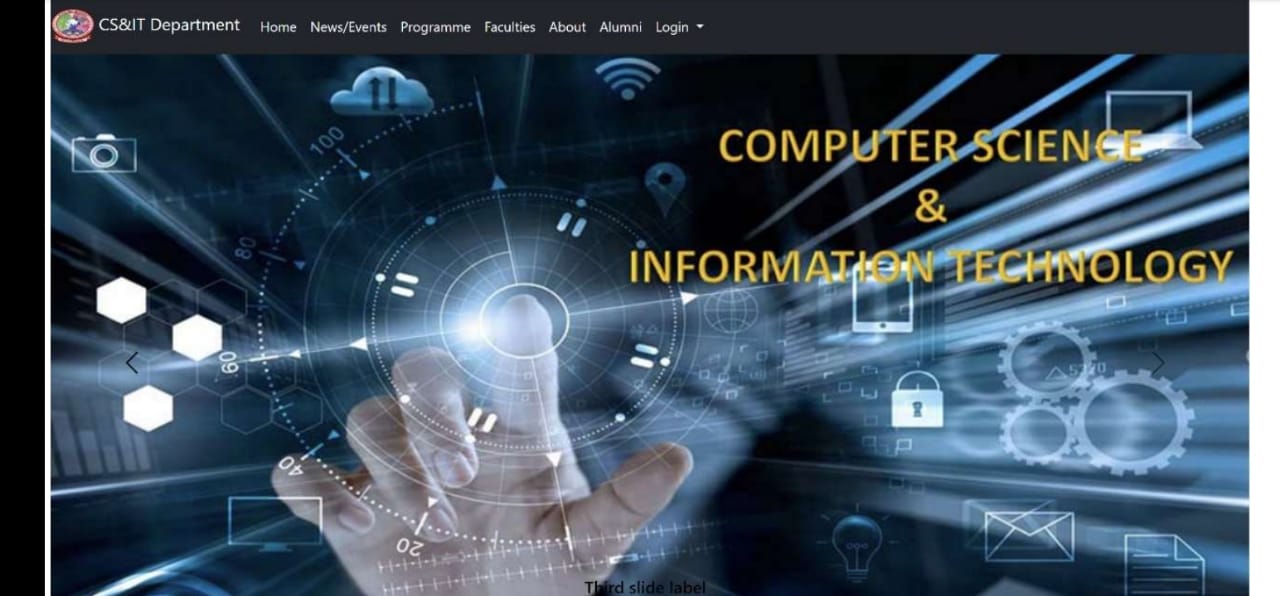 CS&IT Department Home News/Events Programme Faculties About Alumni Login
COMPUTER SCIENCE
&
INFORMATION TECHNOLOGY
100
80
60
40
20
Third slide label